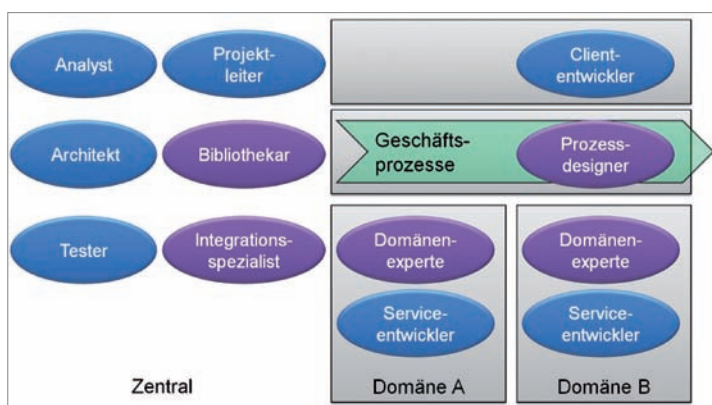 Analyst
Projekt-
leiter
Client-
entwickler
Architekt
Bibliothekar
Geschäfts-
prozesse
Prozess-
designer
Tester
Integrations-
spezialist
Domänen-
experte
Domänen-
experte
Service-
entwickler
Service-
entwickler
Zentral
Domäne A
Domäne B